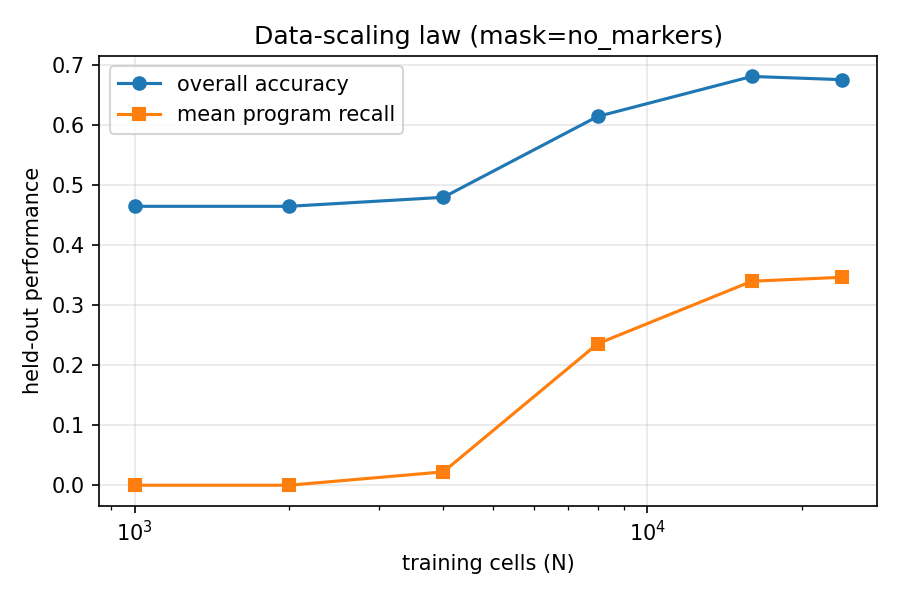 Data-scaling law (mask=no_markers)
overall accuracy
mean program recall
held-out performance
0.7
0.6
0.5
0.4
0.3
0.2
0.1
0.0
10³ 10⁴
training cells (N)